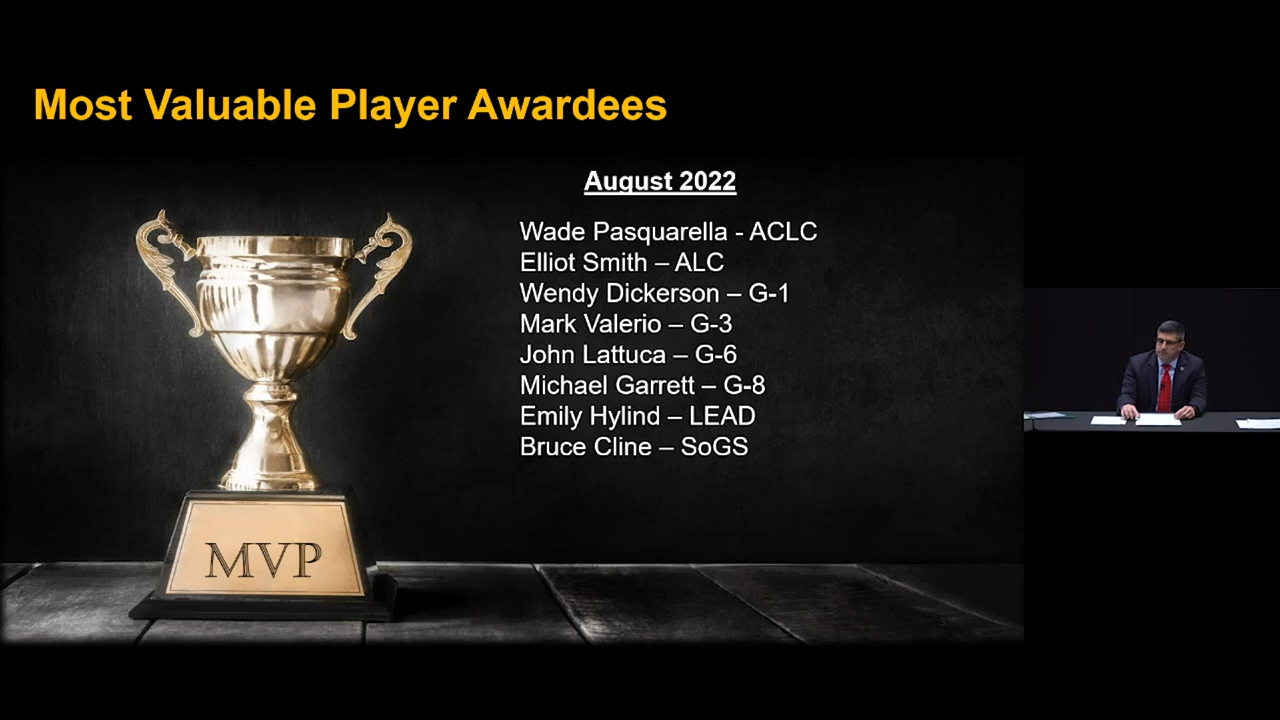 Most Valuable Player Awardees
August 2022
Wade Pasquarella - ACLC
Elliot Smith – ALC
Wendy Dickerson – G-1
Mark Valerio – G-3
John Lattuca – G-6
Michael Garrett – G-8
Emily Hylind – LEAD
Bruce Cline – SoGS
MVP